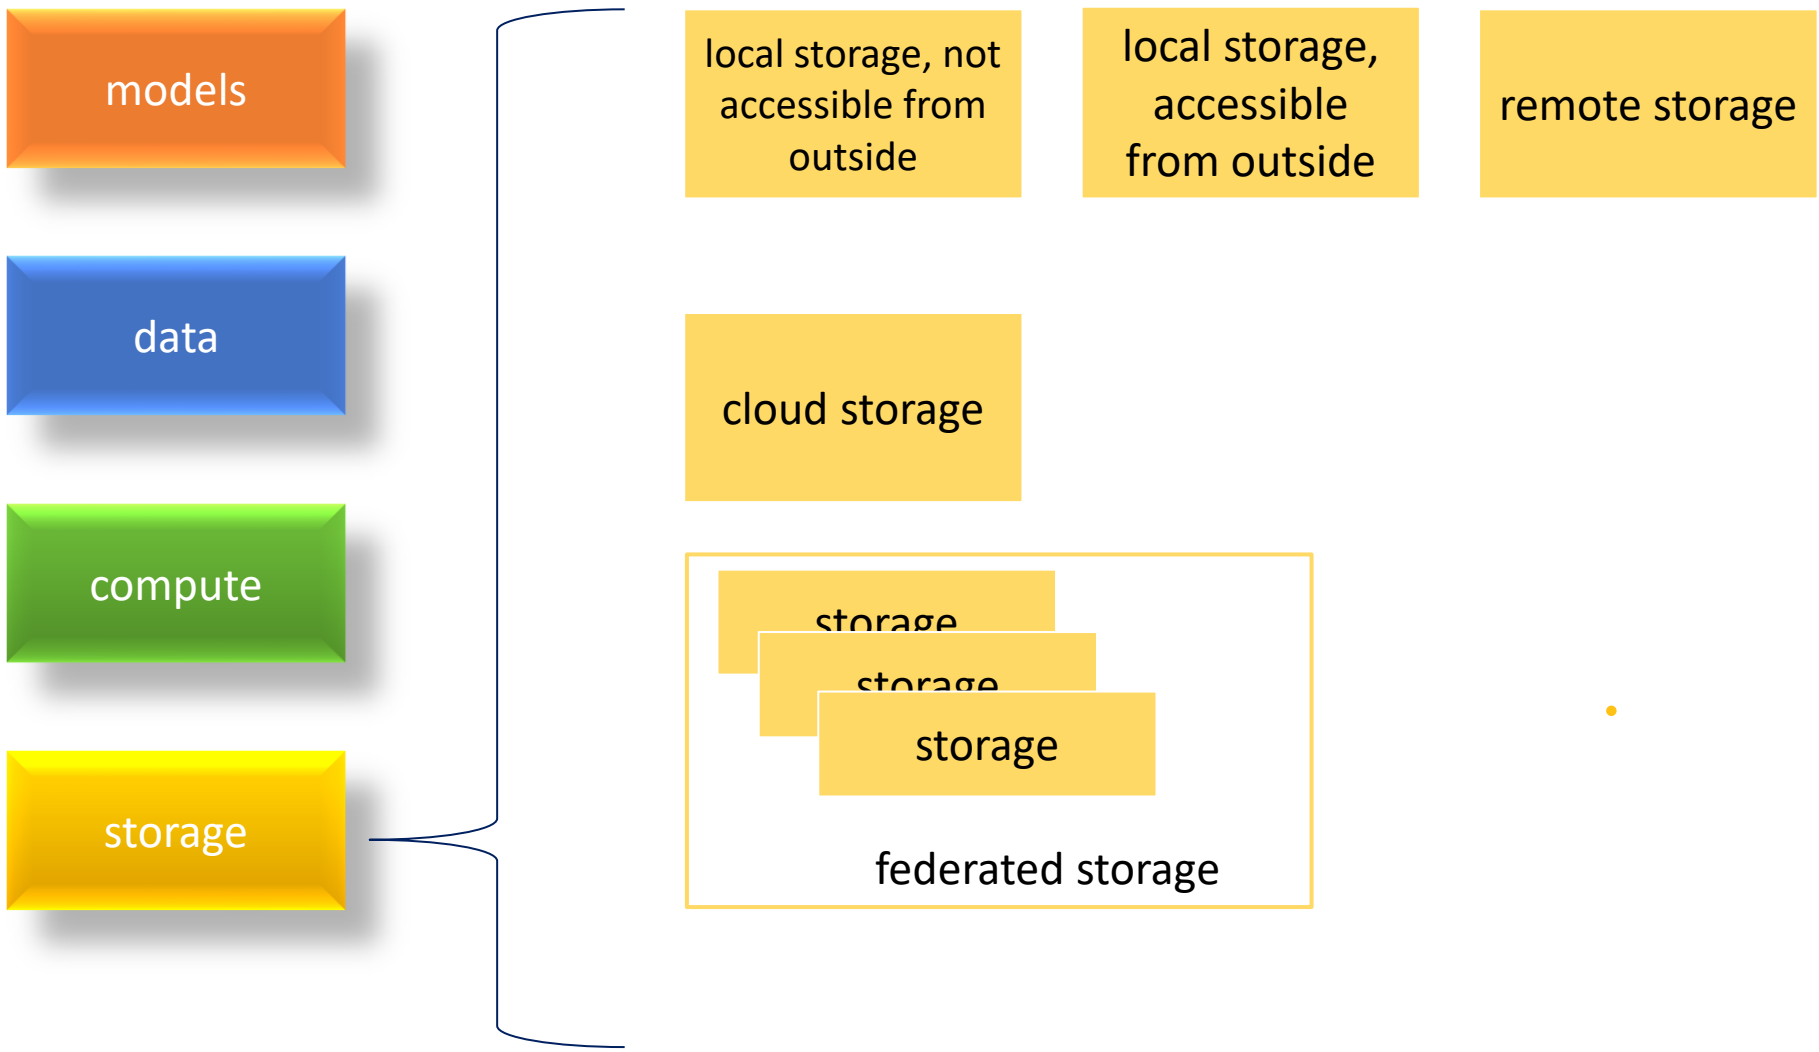 models
data
compute
storage
local storage, not
accessible from
outside
local storage,
accessible
from outside
remote storage
cloud storage
storage
storage
storage
federated storage